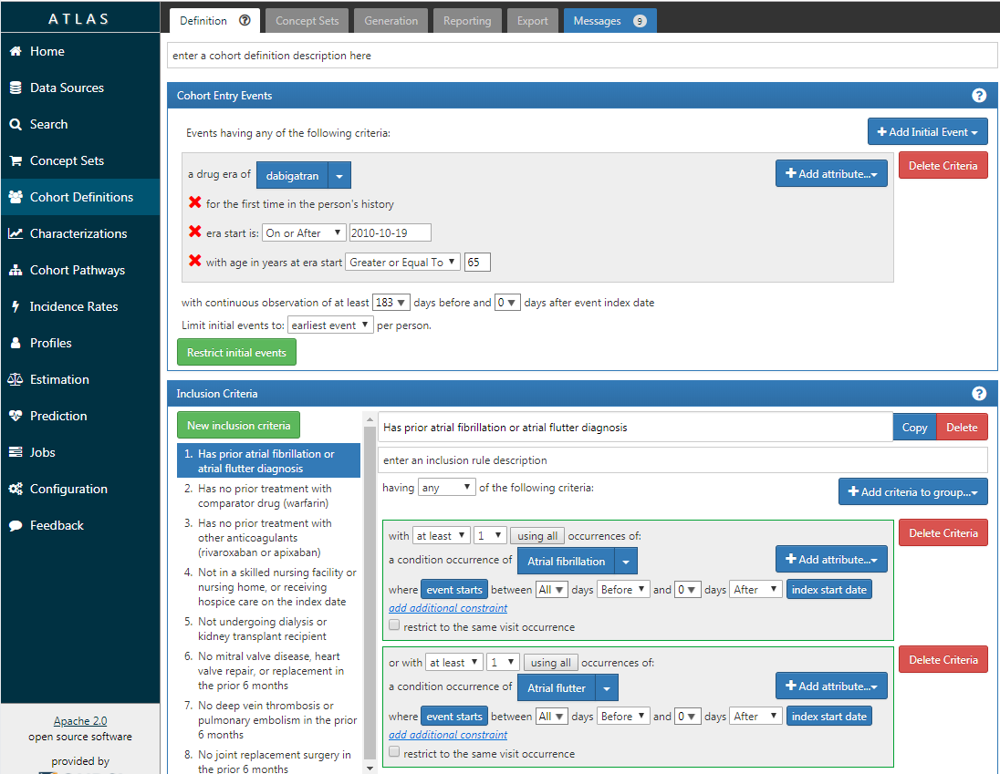 ATLAS
Home
Data Sources
Search
Concept Sets
Cohort Definitions
Characterizations
Cohort Pathways
Incidence Rates
Profiles
Estimation
Prediction
Jobs
Configuration
Feedback
Apache 2.0
open source software
provided by
Definition ? Concept Sets Generation Reporting Export Messages 9
enter a cohort definition description here
Cohort Entry Events ?
Events having any of the following criteria: Add Initial Event
a drug era of dabigatran Add attribute... Delete Criteria
for the first time in the person's history
era start is: On or After 2010-10-19
with age in years at era start Greater or Equal To 65
with continuous observation of at least 183 days before and 0 days after event index date
Limit initial events to: earliest event per person.
Restrict initial events
Inclusion Criteria ?
New inclusion criteria
1. Has prior atrial fibrillation or
atrial flutter diagnosis
2. Has no prior treatment with
comparator drug (warfarin)
3. Has no prior treatment with
other anticoagulants
(rivaroxaban or apixaban)
4. Not in a skilled nursing facility or
nursing home, or receiving
hospice care on the index date
5. Not undergoing dialysis or
kidney transplant recipient
6. No mitral valve disease, heart
valve repair, or replacement in
the prior 6 months
7. No deep vein thrombosis or
pulmonary embolism in the prior
6 months
8. No joint replacement surgery in
the prior 6 months
Has prior atrial fibrillation or atrial flutter diagnosis Copy Delete
enter an inclusion rule description
having any of the following criteria: Add criteria to group...
with at least 1 using all occurrences of: Delete Criteria
a condition occurrence of Atrial fibrillation Add attribute...
where event starts between All days Before and 0 days After index start date
add additional constraint
restrict to the same visit occurrence
or with at least 1 using all occurrences of: Delete Criteria
a condition occurrence of Atrial flutter Add attribute...
where event starts between All days Before and 0 days After index start date
add additional constraint
restrict to the same visit occurrence